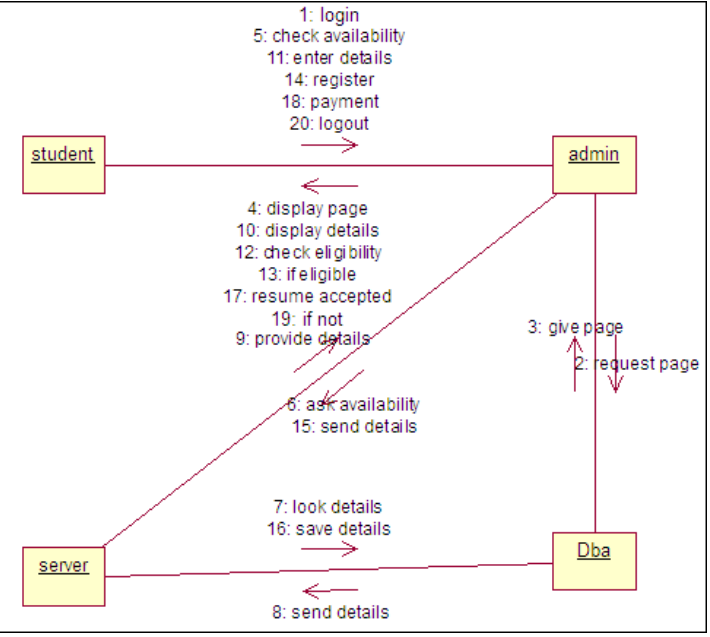 1: login
5: check availability
11: enter details
14: register
18: payment
20: logout
student
admin
4: display page
10: display details
12: check eligibility
13: if eligible
17: resume accepted
19: if not
9: provide details
3: give page
2: request page
6: ask availability
15: send details
7: look details
16: save details
server
Dba
8: send details